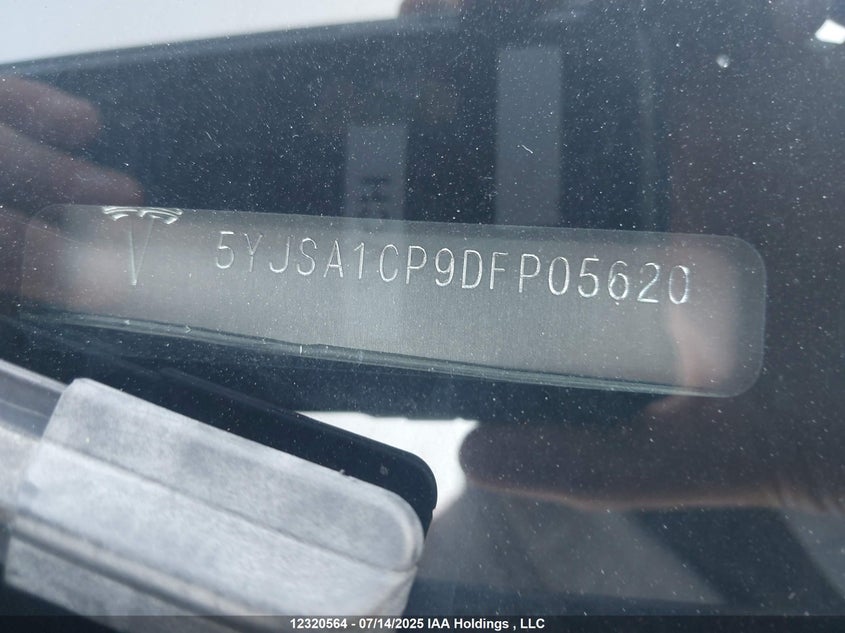 5YJSA1CP9DFP05620
12320564 - 07/14/2025 IAA Holdings , LLC